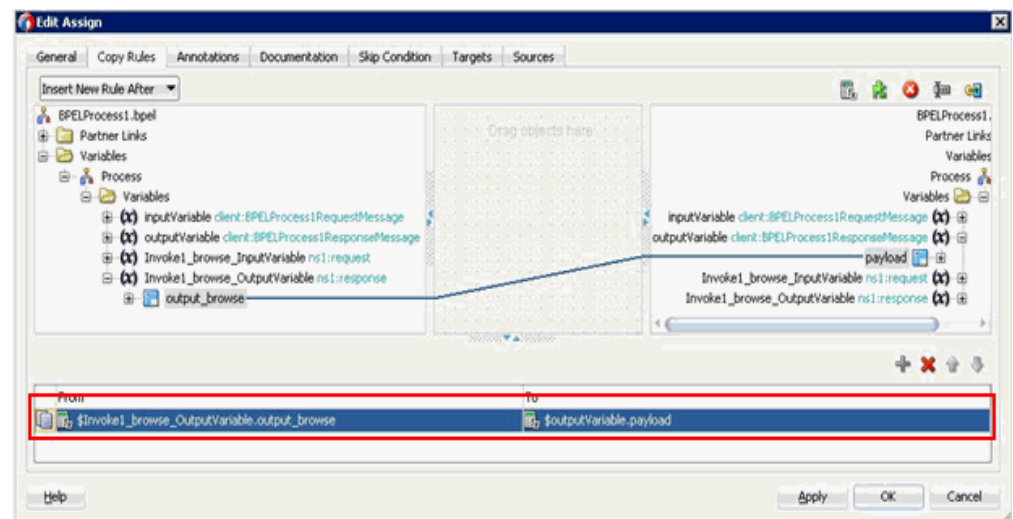 Edit Assign
General Copy Rules Annotations Documentation Skip Condition Targets Sources
Insert New Rule After
BPELProcess1.bpel
Partner Links
Variables
Process
Variables
(x) inputVariable client:BPELProcess1RequestMessage
(x) outputVariable client:BPELProcess1ResponseMessage
(x) Invoke1_browse_InputVariable ns1:request
(x) Invoke1_browse_OutputVariable ns1:response
output_browse
Drag objects here
BPELProcess1.
Partner Links
Variables
Process
Variables
inputVariable client:BPELProcess1RequestMessage (x)
outputVariable client:BPELProcess1ResponseMessage (x)
payload
Invoke1_browse_InputVariable ns1:request (x)
Invoke1_browse_OutputVariable ns1:response (x)
From To
$Invoke1_browse_OutputVariable.output_browse $outputVariable.payload
Help Apply OK Cancel